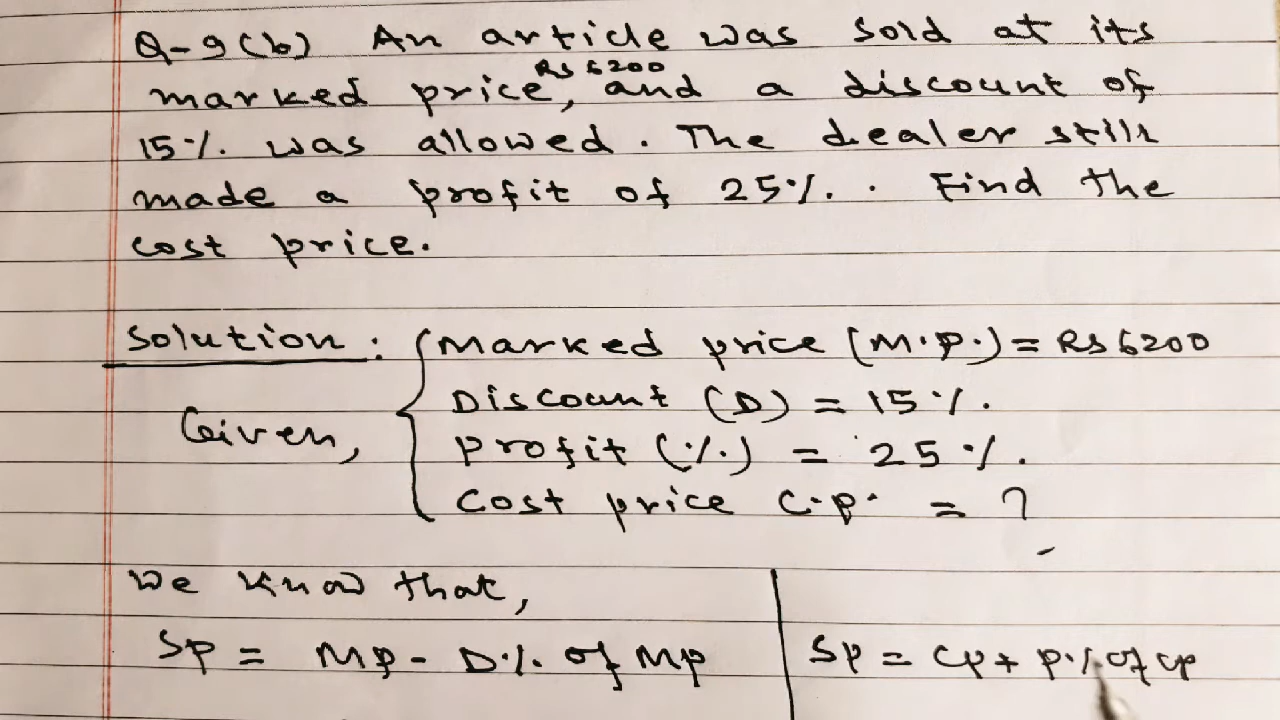 Q-9(b) An article was sold at its
Rs 6200
marked price, and a discount of
15%. was allowed. The dealer still
made a profit of 25%. . Find the
cost price.
Solution: Marked price (M.P.) = Rs 6200
Discount (D) = 15%.
Given,
Profit (%) = 25%.
Cost price C.P. = ?
We know that,
SP = MP - D% of MP
SP = CP + P% of CP